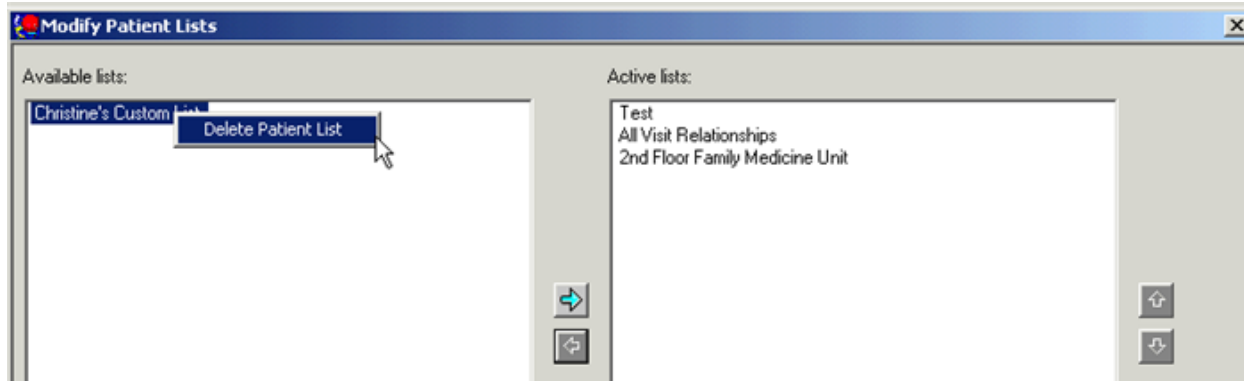 Modify Patient Lists
Available lists:
Active lists:
Christine's Custom List
Delete Patient List
Test
All Visit Relationships
2nd Floor Family Medicine Unit